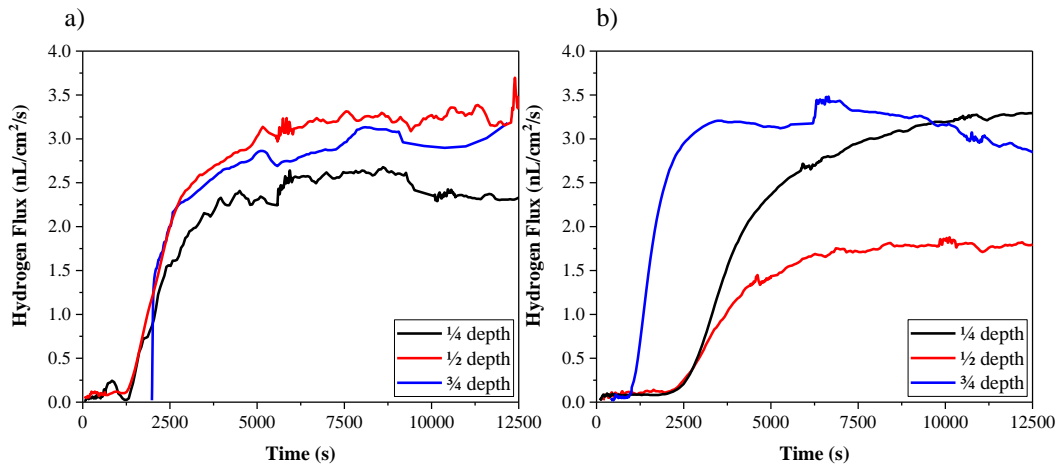 a)
Hydrogen Flux (nL/cm²/s)
4.0
3.5
3.0
2.5
2.0
1.5
1.0
0.5
0.0
0
2500
5000
7500
10000
12500
Time (s)
¼ depth
½ depth
¾ depth
b)
Hydrogen Flux (nL/cm²/s)
4.0
3.5
3.0
2.5
2.0
1.5
1.0
0.5
0.0
0
2500
5000
7500
10000
12500
Time (s)
¼ depth
½ depth
¾ depth